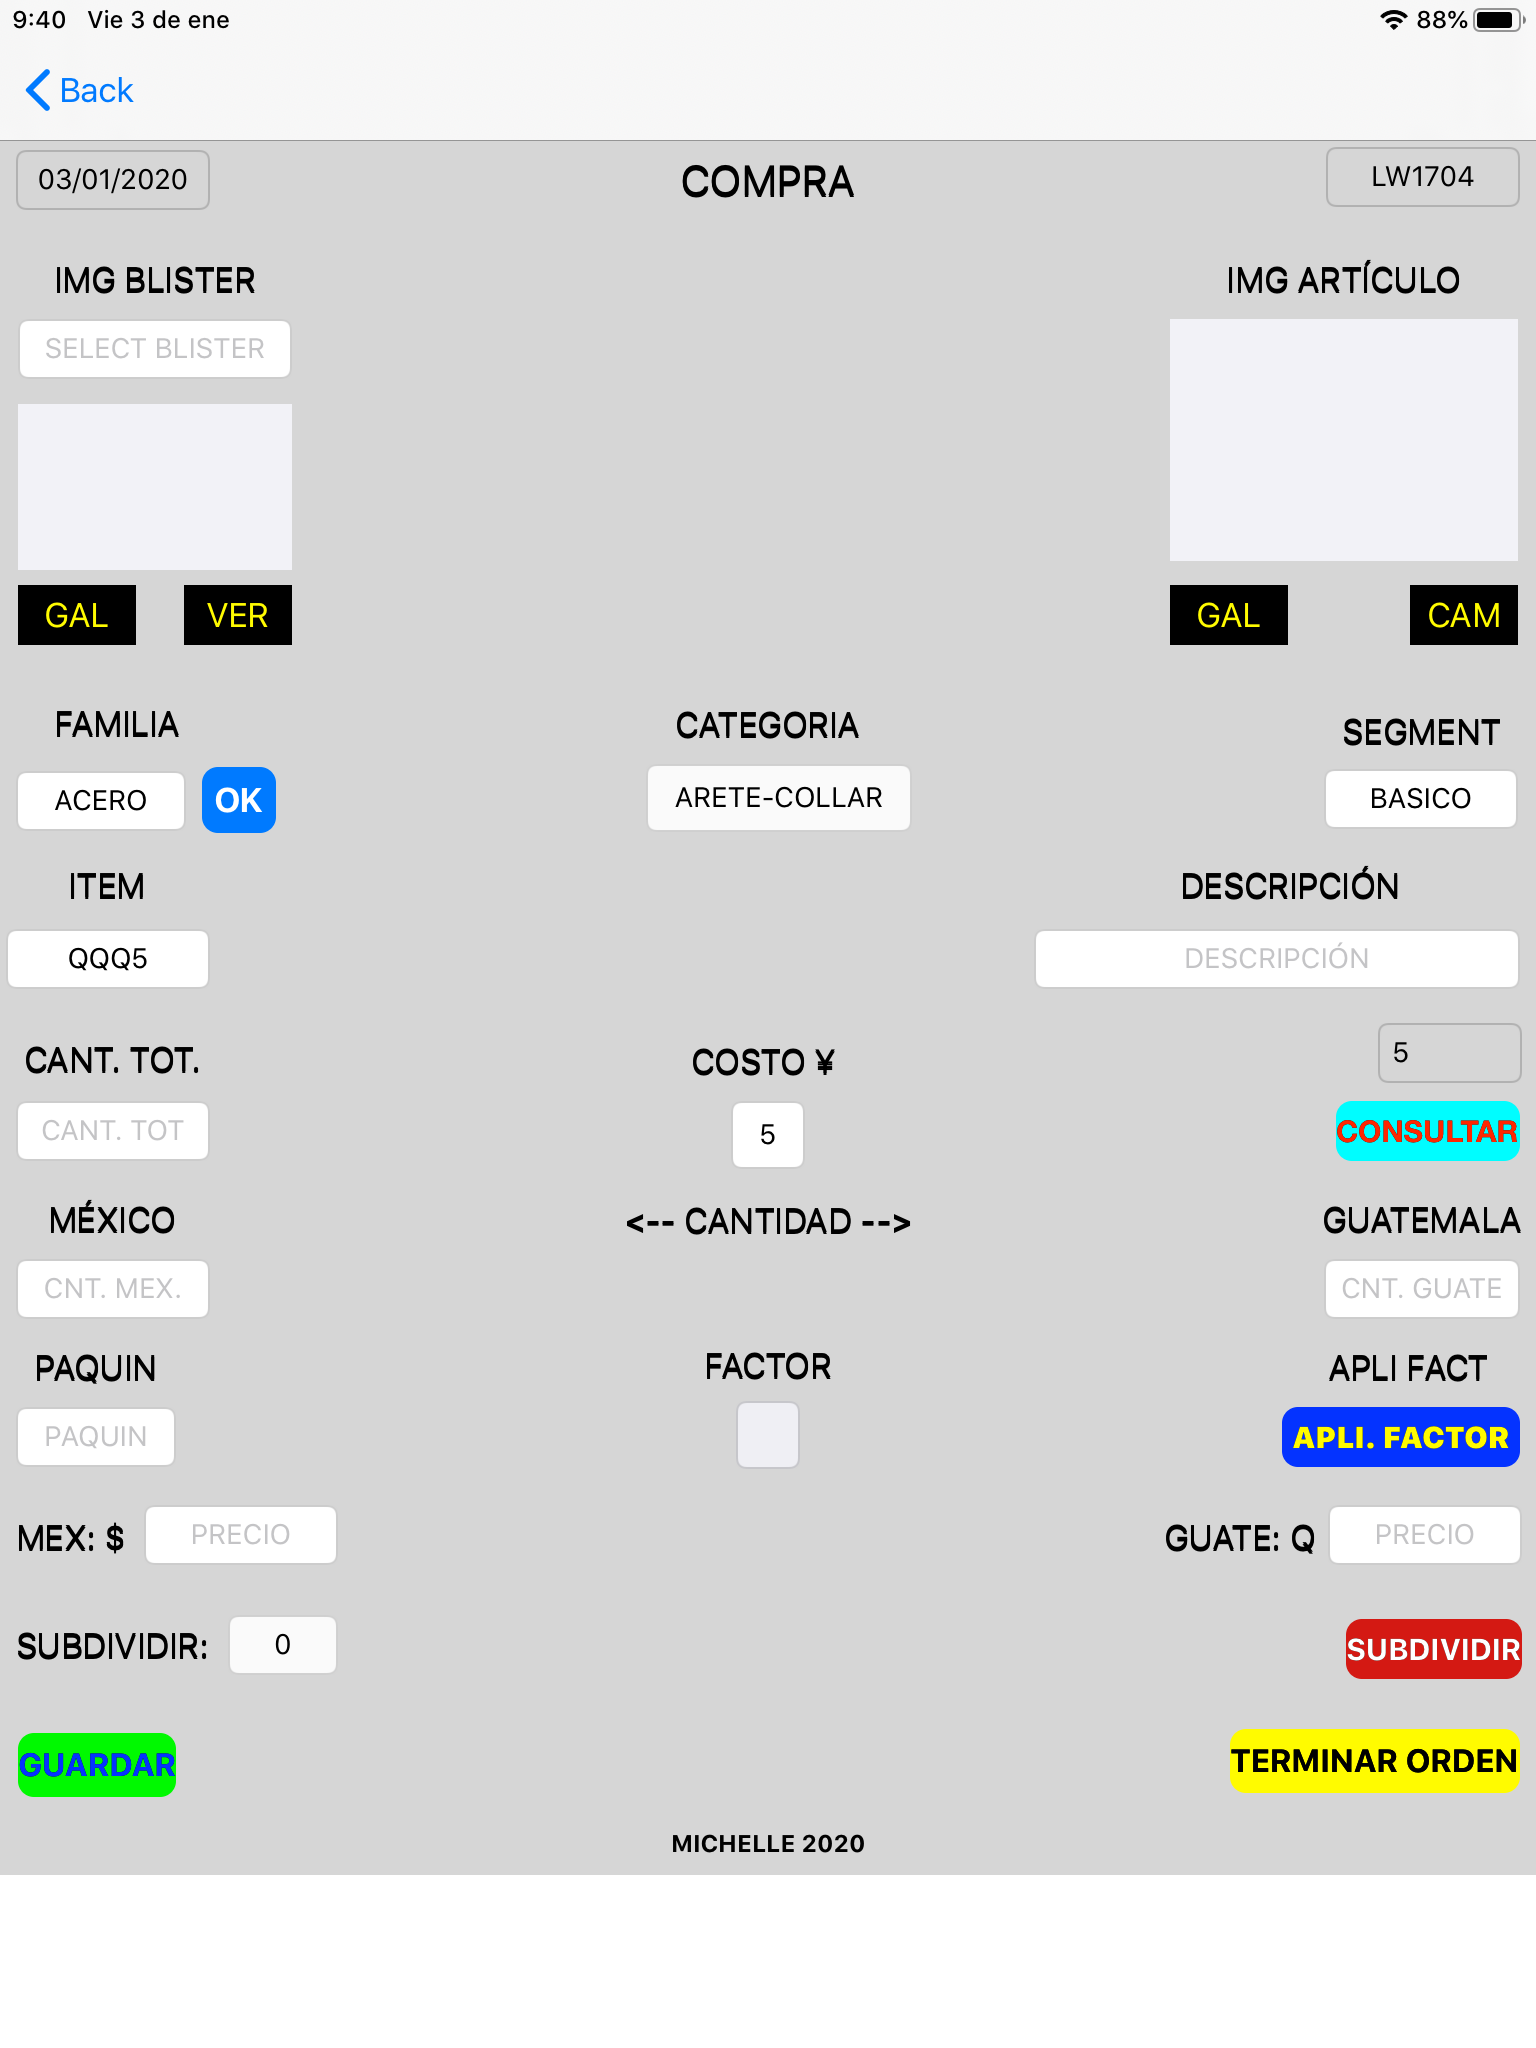 9:40 Vie 3 de ene 88%
Back
03/01/2020 COMPRA LW1704
IMG BLISTER IMG ARTÍCULO
SELECT BLISTER
GAL VER GAL CAM
FAMILIA CATEGORIA SEGMENT
ACERO OK ARETE-COLLAR BASICO
ITEM DESCRIPCIÓN
QQQ5 DESCRIPCIÓN
CANT. TOT. COSTO ¥ 5
CANT. TOT 5 CONSULTAR
MÉXICO <-- CANTIDAD --> GUATEMALA
CNT. MEX. CNT. GUATE
PAQUIN FACTOR APLI FACT
PAQUIN APLI. FACTOR
MEX: $ PRECIO GUATE: Q PRECIO
SUBDIVIDIR: 0 SUBDIVIDIR
GUARDAR TERMINAR ORDEN
MICHELLE 2020